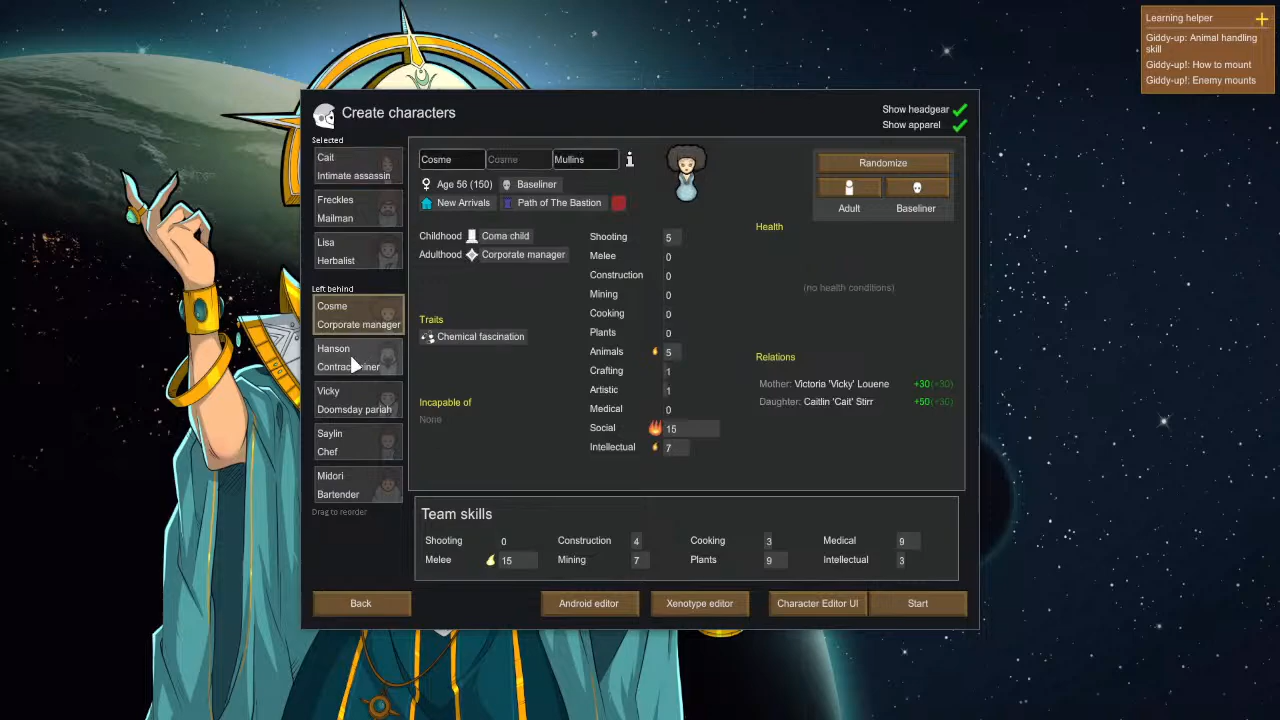 Learning helper
Giddy-up: Animal handling
skill
Giddy-up!: How to mount
Giddy-up!: Enemy mounts
Create characters
Show headgear
Show apparel
Selected
Cait
Intimate assassin
Freckles
Mailman
Lisa
Herbalist
Left behind
Cosme
Corporate manager
Hanson
Vicky
Doomsday pariah
Saylin
Chef
Midori
Bartender
Drag to reorder
Cosme Cosme Mullins
Age 56 (150) Baseliner
New Arrivals Path of The Bastion
Childhood Coma child
Adulthood Corporate manager
Traits
Chemical fascination
Incapable of
None
Shooting 5
Melee 0
Construction 0
Mining 0
Cooking 0
Plants 0
Animals 5
Crafting 1
Artistic 1
Medical 0
Social 15
Intellectual 7
Randomize
Adult Baseliner
Health
(no health conditions)
Relations
Mother: Victoria 'Vicky' Louene +30(+30)
Daughter: Caitlin 'Cait' Stirr +50(+30)
Team skills
Shooting 0 Construction 4 Cooking 3 Medical 9
Melee 15 Mining 7 Plants 9 Intellectual 3
Back Android editor Xenotype editor Character Editor UI Start